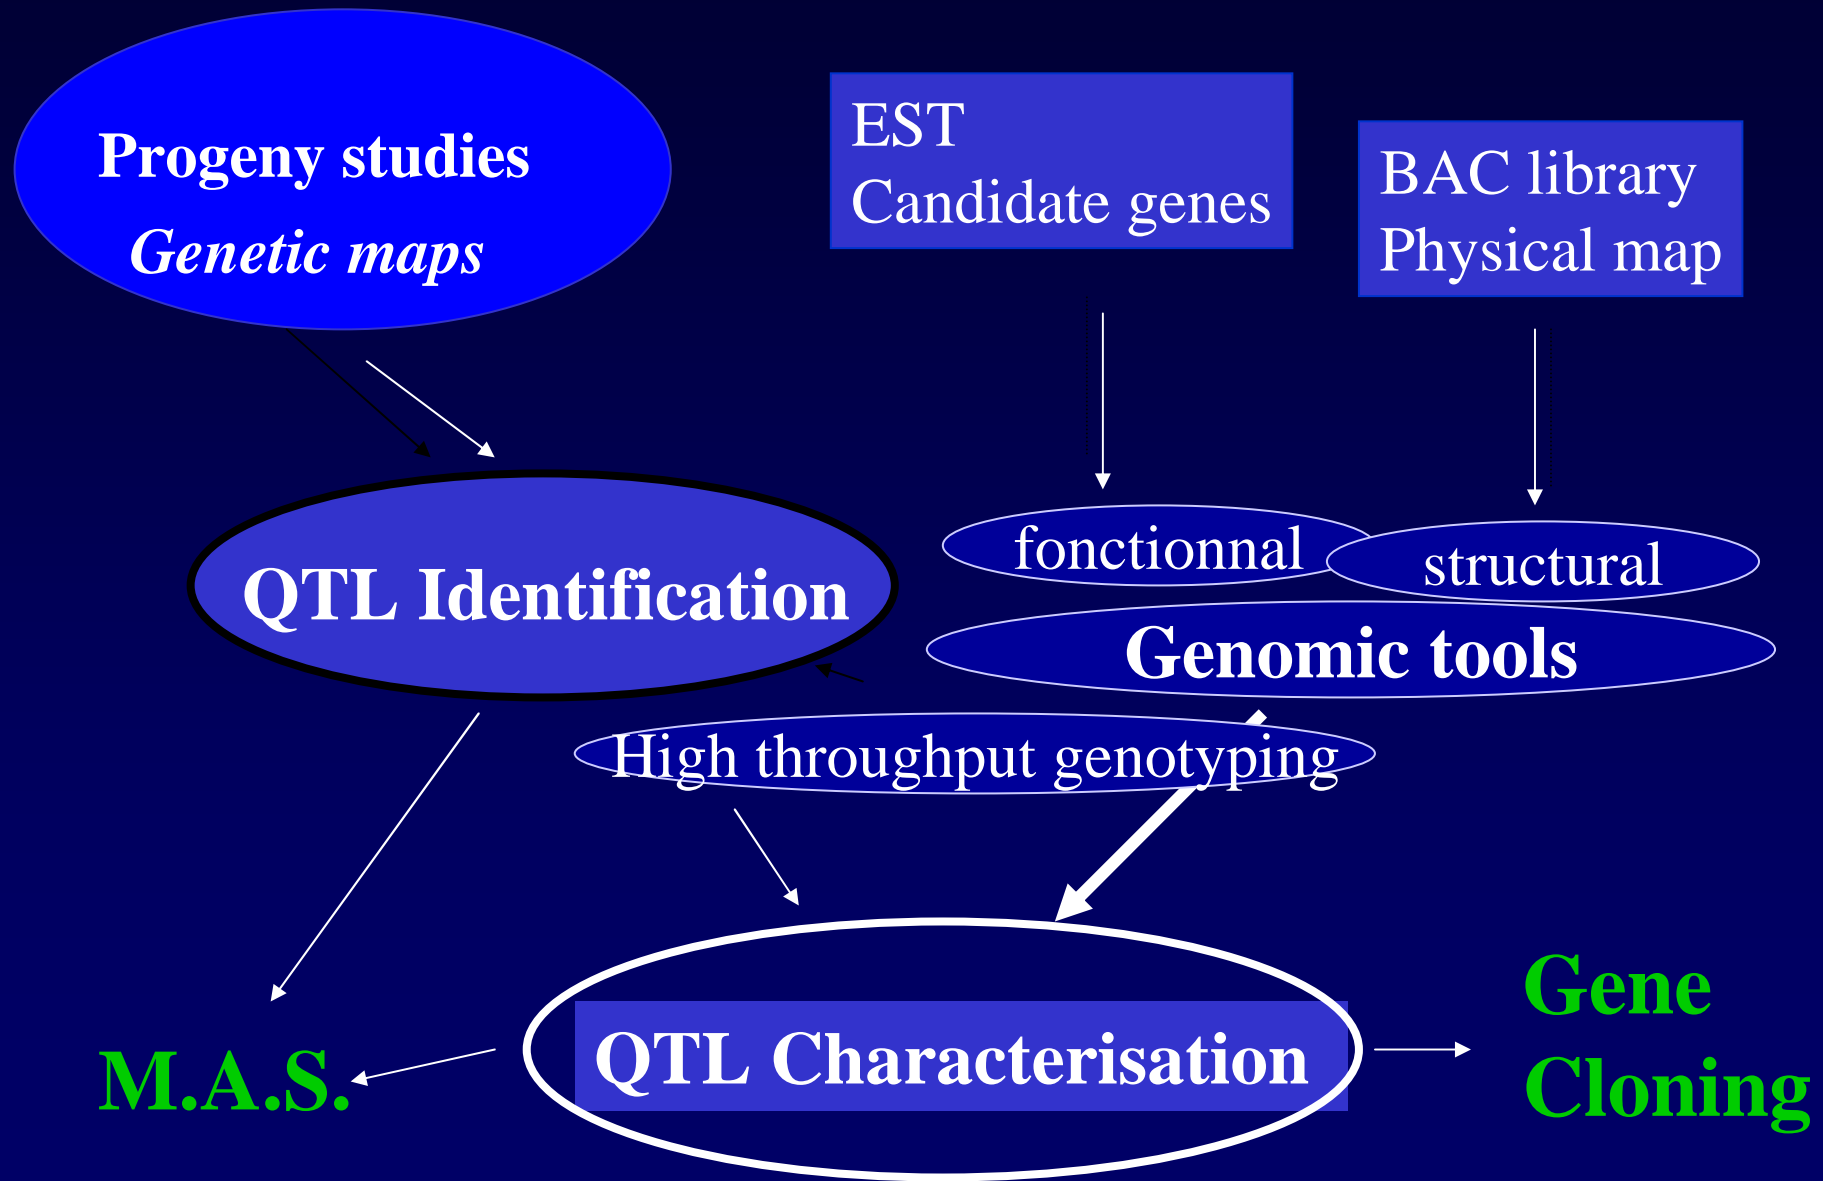 Progeny studies
Genetic maps
EST
Candidate genes
BAC library
Physical map
QTL Identification
fonctionnal
structural
Genomic tools
High throughput genotyping
M.A.S.
QTL Characterisation
Gene
Cloning